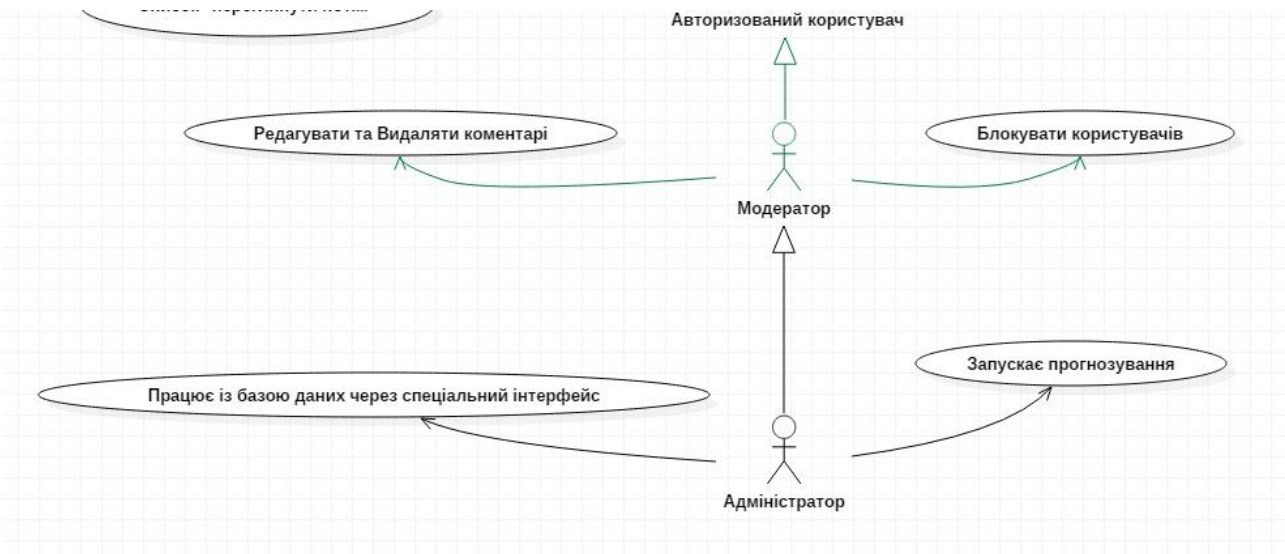 Авторизований користувач
Редагувати та Видаляти коментарі
Блокувати користувачів
Модератор
Запускає прогнозування
Працює із базою даних через спеціальний інтерфейс
Адміністратор